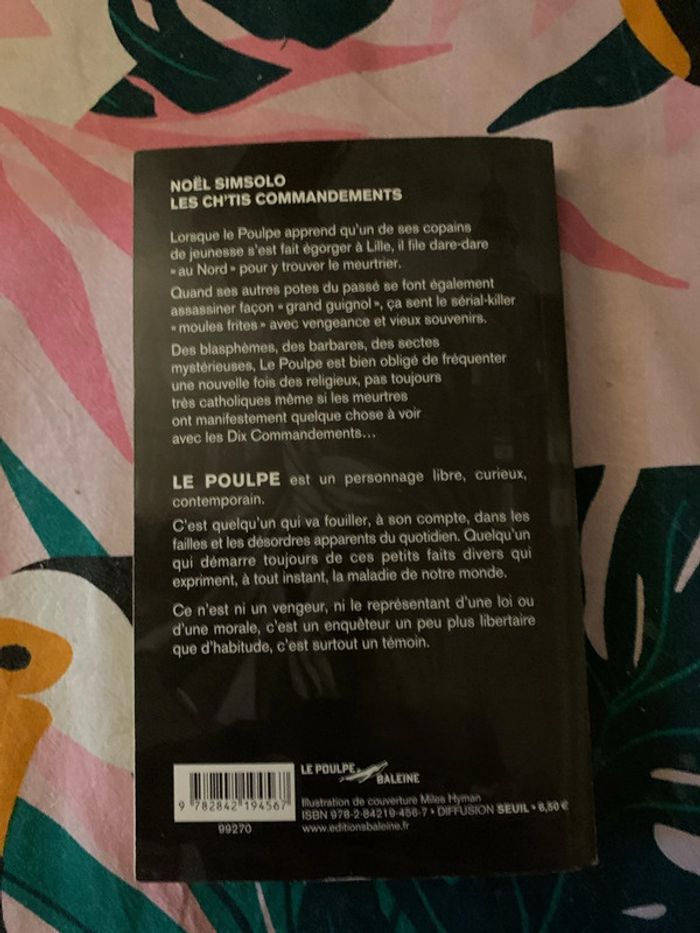 NOËL SIMSOLO
LES CH'TIS COMMANDEMENTS
Lorsque le Poulpe apprend qu'un de ses copains
de jeunesse s'est fait égorger à Lille, il file dare-dare
« au Nord » pour y trouver le meurtrier.
Quand ses autres potes du passé se font également
assassiner façon « grand guignol », ça sent le sérial-killer
« moules frites » avec vengeance et vieux souvenirs.
Des blasphèmes, des barbares, des sectes
mystérieuses, Le Poulpe est bien obligé de fréquenter
une nouvelle fois des religieux, pas toujours
très catholiques même si les meurtres
ont manifestement quelque chose à voir
avec les Dix Commandements...
LE POULPE est un personnage libre, curieux,
contemporain.
C'est quelqu'un qui va fouiller, à son compte, dans les
failles et les désordres apparents du quotidien. Quelqu'un
qui démarre toujours de ces petits faits divers qui
expriment, à tout instant, la maladie de notre monde.
Ce n'est ni un vengeur, ni le représentant d'une loi ou
d'une morale, c'est un enquêteur un peu plus libertaire
que d'habitude, c'est surtout un témoin.
LE POULPE
BALEINE
9 782842 194567
99270
Illustration de couverture Miles Hyman
ISBN 978-2-84219-456-7 • DIFFUSION SEUIL • 6,50 €
www.editionsbaleine.fr